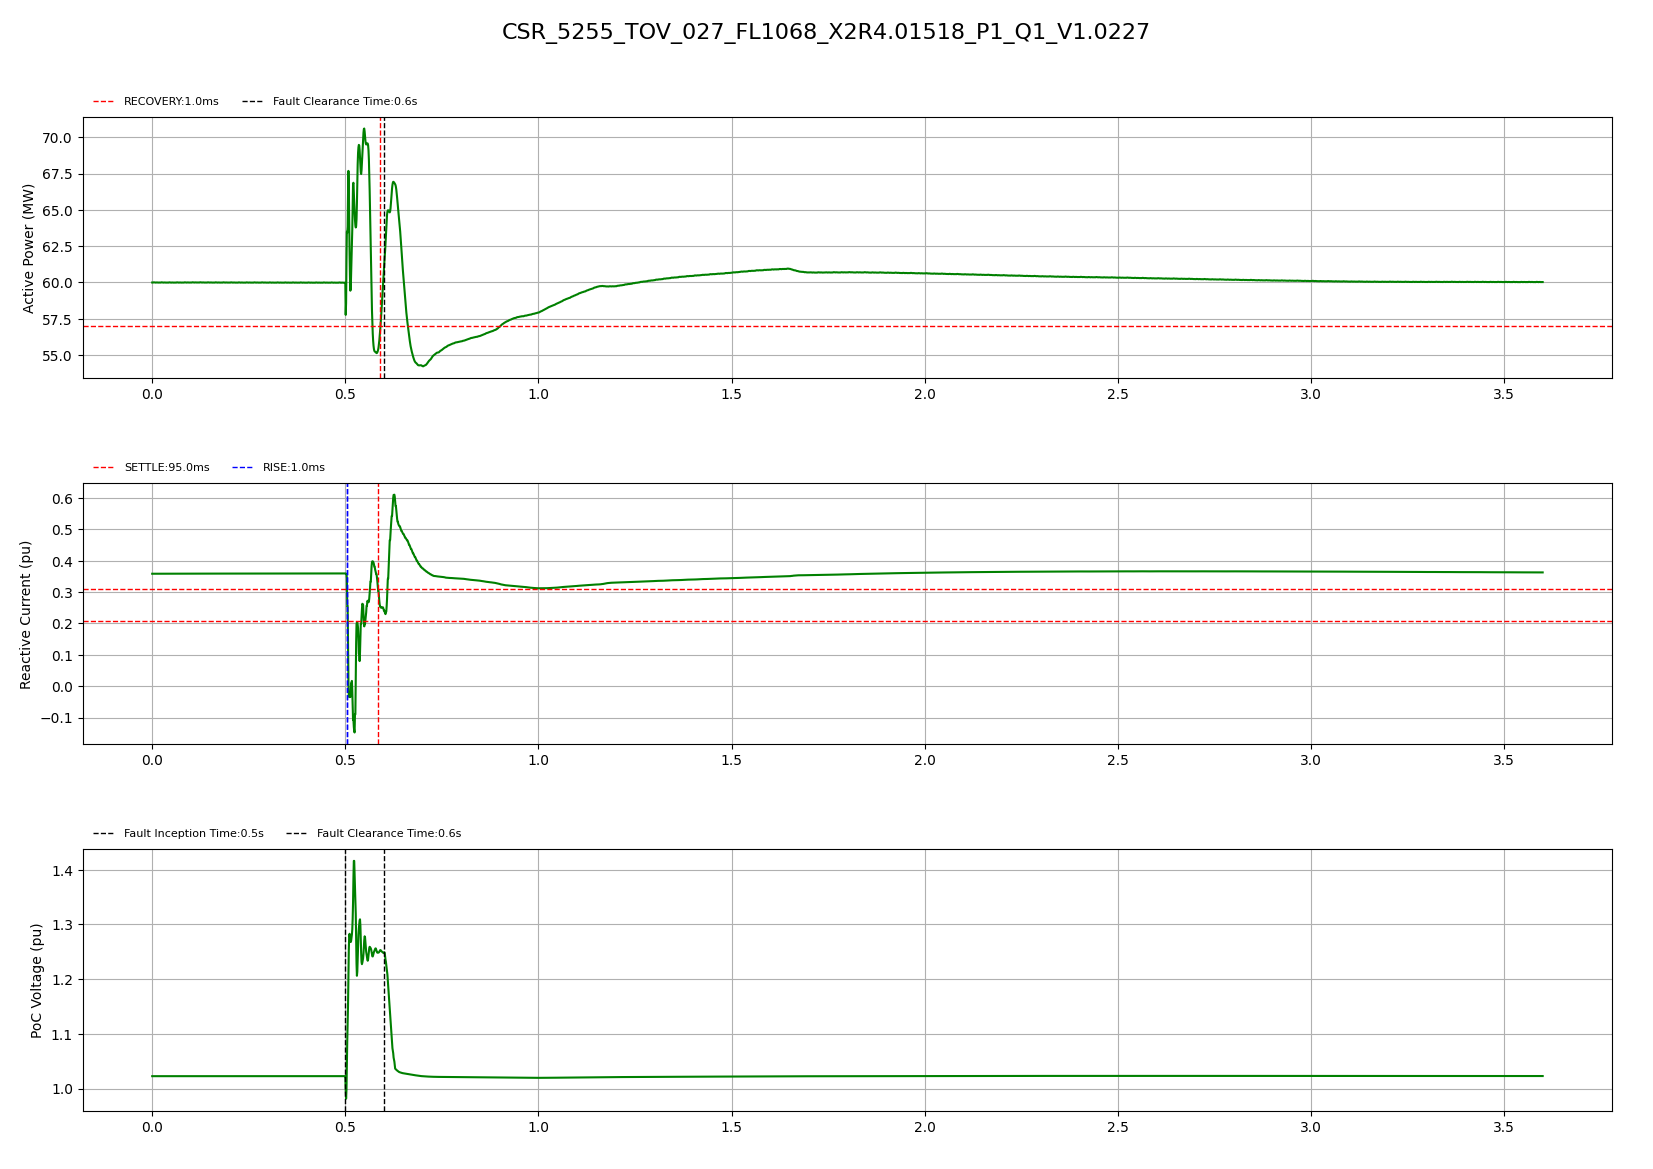 CSR_5255_TOV_027_FL1068_X2R4.01518_P1_Q1_V1.0227
RECOVERY:1.0ms Fault Clearance Time:0.6s
Active Power (MW)
70.0
67.5
65.0
62.5
60.0
57.5
55.0
0.0 0.5 1.0 1.5 2.0 2.5 3.0 3.5
SETTLE:95.0ms RISE:1.0ms
Reactive Current (pu)
0.6
0.5
0.4
0.3
0.2
0.1
0.0
−0.1
0.0 0.5 1.0 1.5 2.0 2.5 3.0 3.5
Fault Inception Time:0.5s Fault Clearance Time:0.6s
PoC Voltage (pu)
1.4
1.3
1.2
1.1
1.0
0.0 0.5 1.0 1.5 2.0 2.5 3.0 3.5